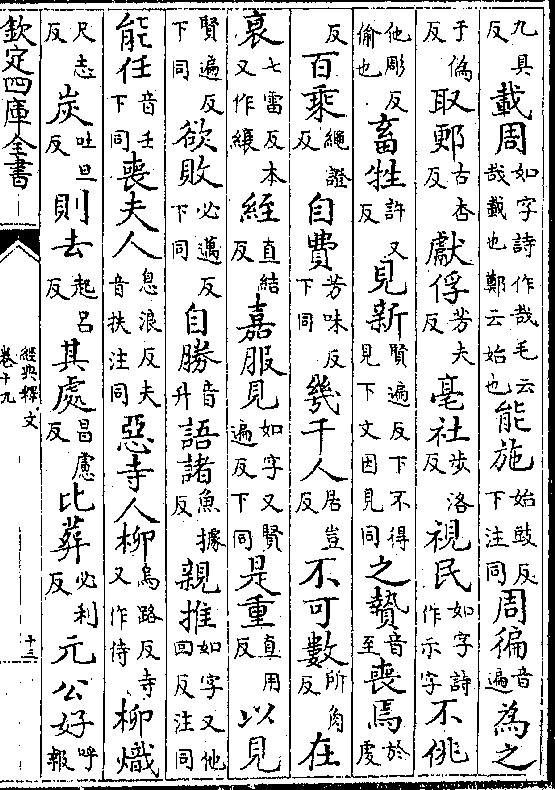 九具反載周如字詩作哉毛云哉載也鄭云始也能施始豉反下注同周徧音遍為之
于偽反取郠古杏反獻俘芳夫反亳社步洛反視民如字詩作示字不佻
他彫反偷也畜牲許又反見新賢遍反下不得見下文因見同之贄音至喪焉於虔
反百乗繩證反自費芳味反下同幾千人居豈反不可數所角反在
衰七雷反本又作縗絰直結反嘉服見如字又賢遍反下同是重直用反以見
賢遍反下同欲敗必邁反下同自勝音升語諸魚據反親推如字又他回反注同
能任音壬下同喪夫人息浪反夫音扶注同惡寺人柳烏路反寺又作侍柳熾
尺志反炭吐旦反則去起呂反其處昌慮反比葬必利反元公好呼報
欽定四庫全書
經典釋文
卷十九
十三